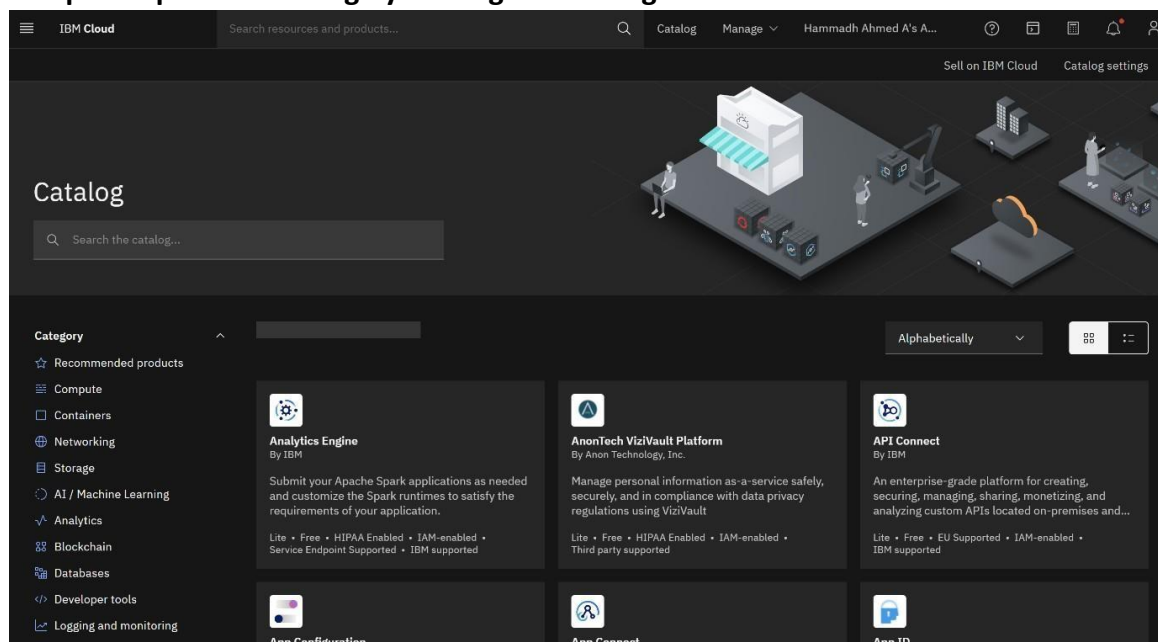 IBM Cloud
Search resources and products...
Catalog
Manage
Hammadh Ahmed A's A...
Sell on IBM Cloud
Catalog settings
Catalog
Search the catalog...
Category
Recommended products
Compute
Containers
Networking
Storage
AI / Machine Learning
Analytics
Blockchain
Databases
Developer tools
Logging and monitoring
Alphabetically
Analytics Engine
By IBM
Submit your Apache Spark applications as needed
and customize the Spark runtimes to satisfy the
requirements of your application.
Lite • Free • HIPAA Enabled • IAM-enabled •
Service Endpoint Supported • IBM supported
AnonTech ViziVault Platform
By Anon Technology, Inc.
Manage personal information as-a-service safely,
securely, and in compliance with data privacy
regulations using ViziVault
Lite • Free • HIPAA Enabled • IAM-enabled •
Third party supported
API Connect
By IBM
An enterprise-grade platform for creating,
securing, managing, sharing, monetizing, and
analyzing custom APIs located on-premises and...
Lite • Free • EU Supported • IAM-enabled •
IBM supported
App Configuration
App Connect
App ID